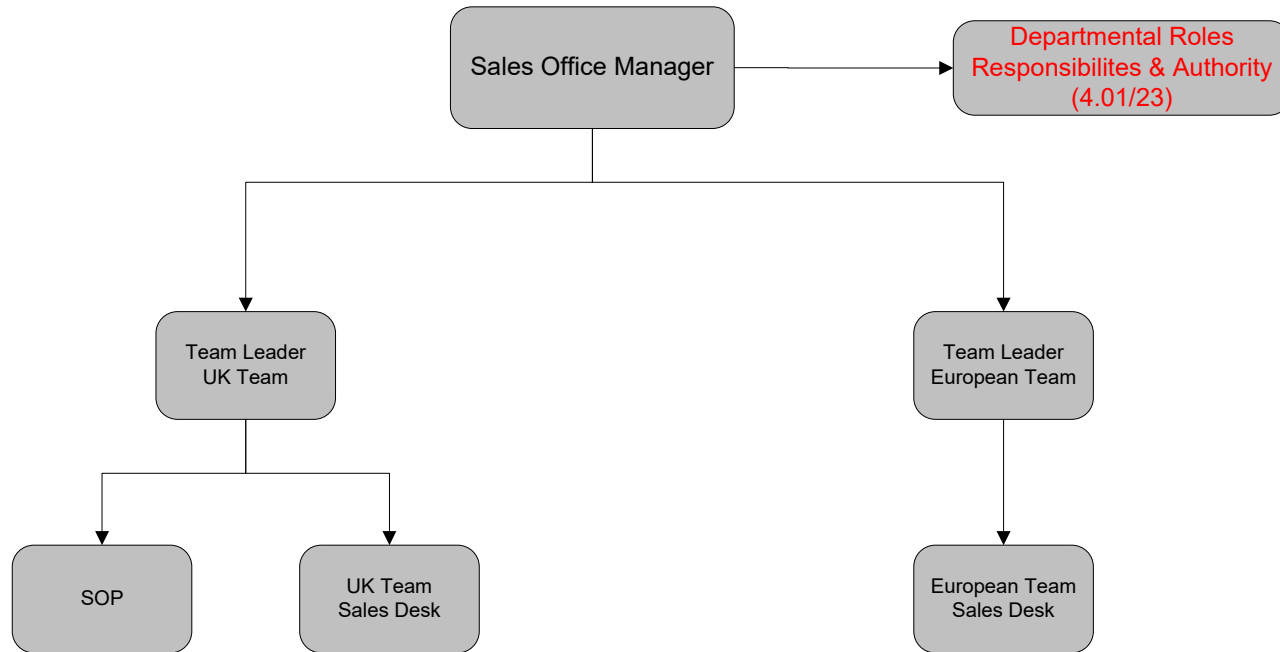 Sales Office Manager
Departmental Roles
Responsibilites & Authority
(4.01/23)
Team Leader
UK Team
Team Leader
European Team
SOP
UK Team
Sales Desk
European Team
Sales Desk